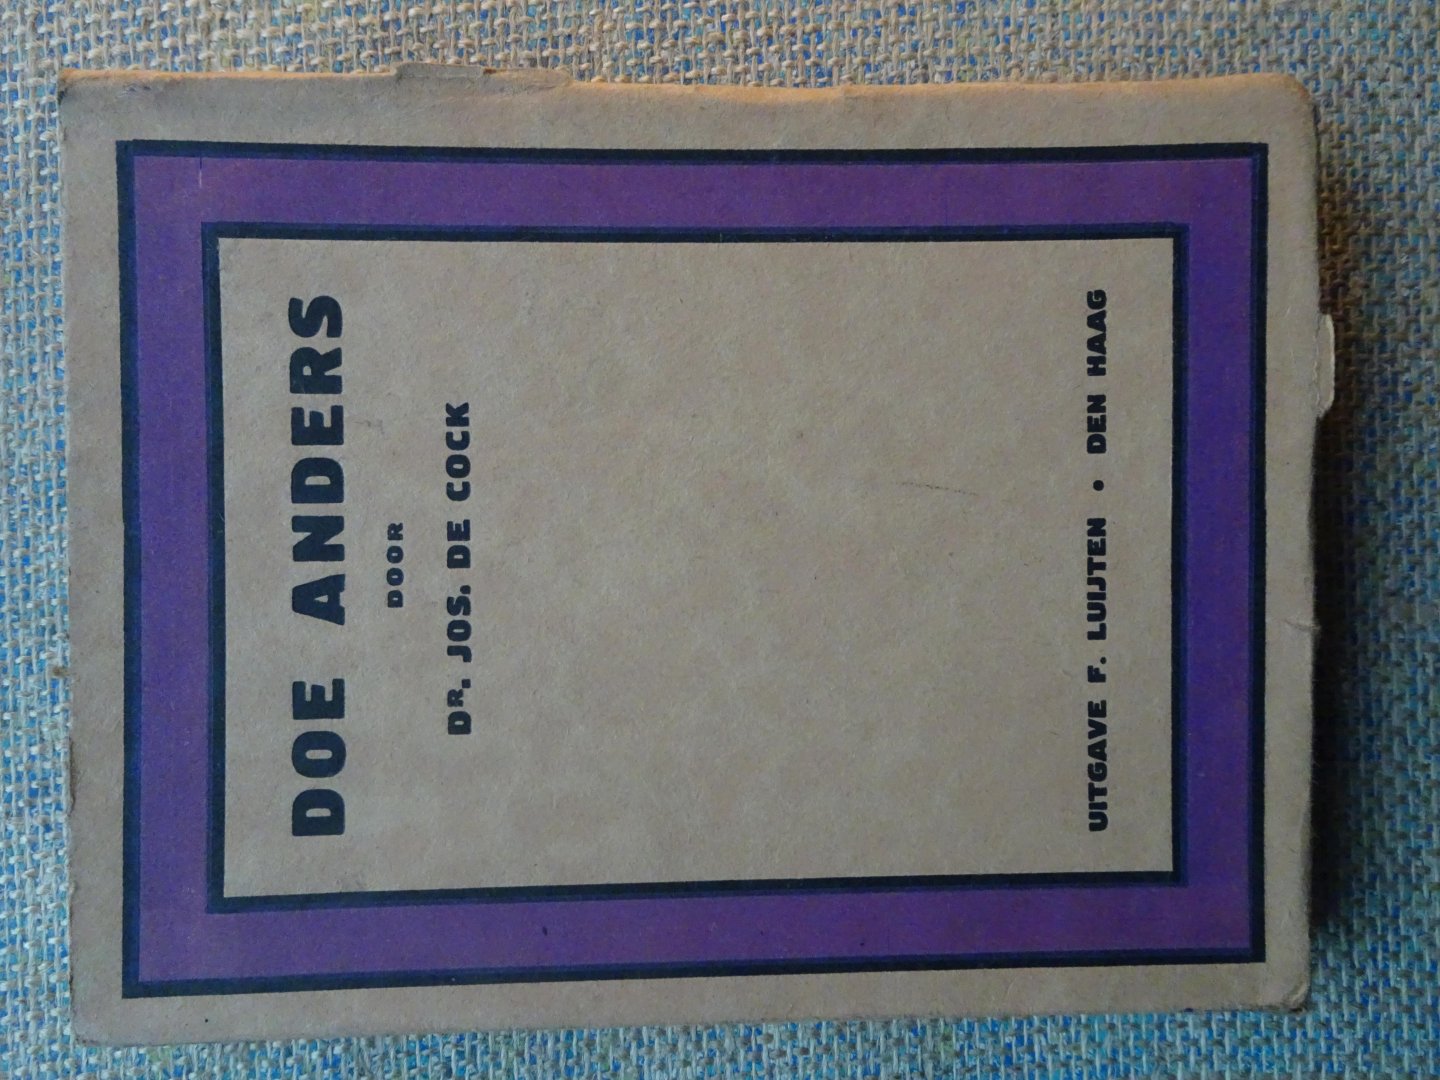 DOE ANDERS
DOOR
DR. JOS. DE COCK
UITGAVE F. LUIJTEN • DEN HAAG